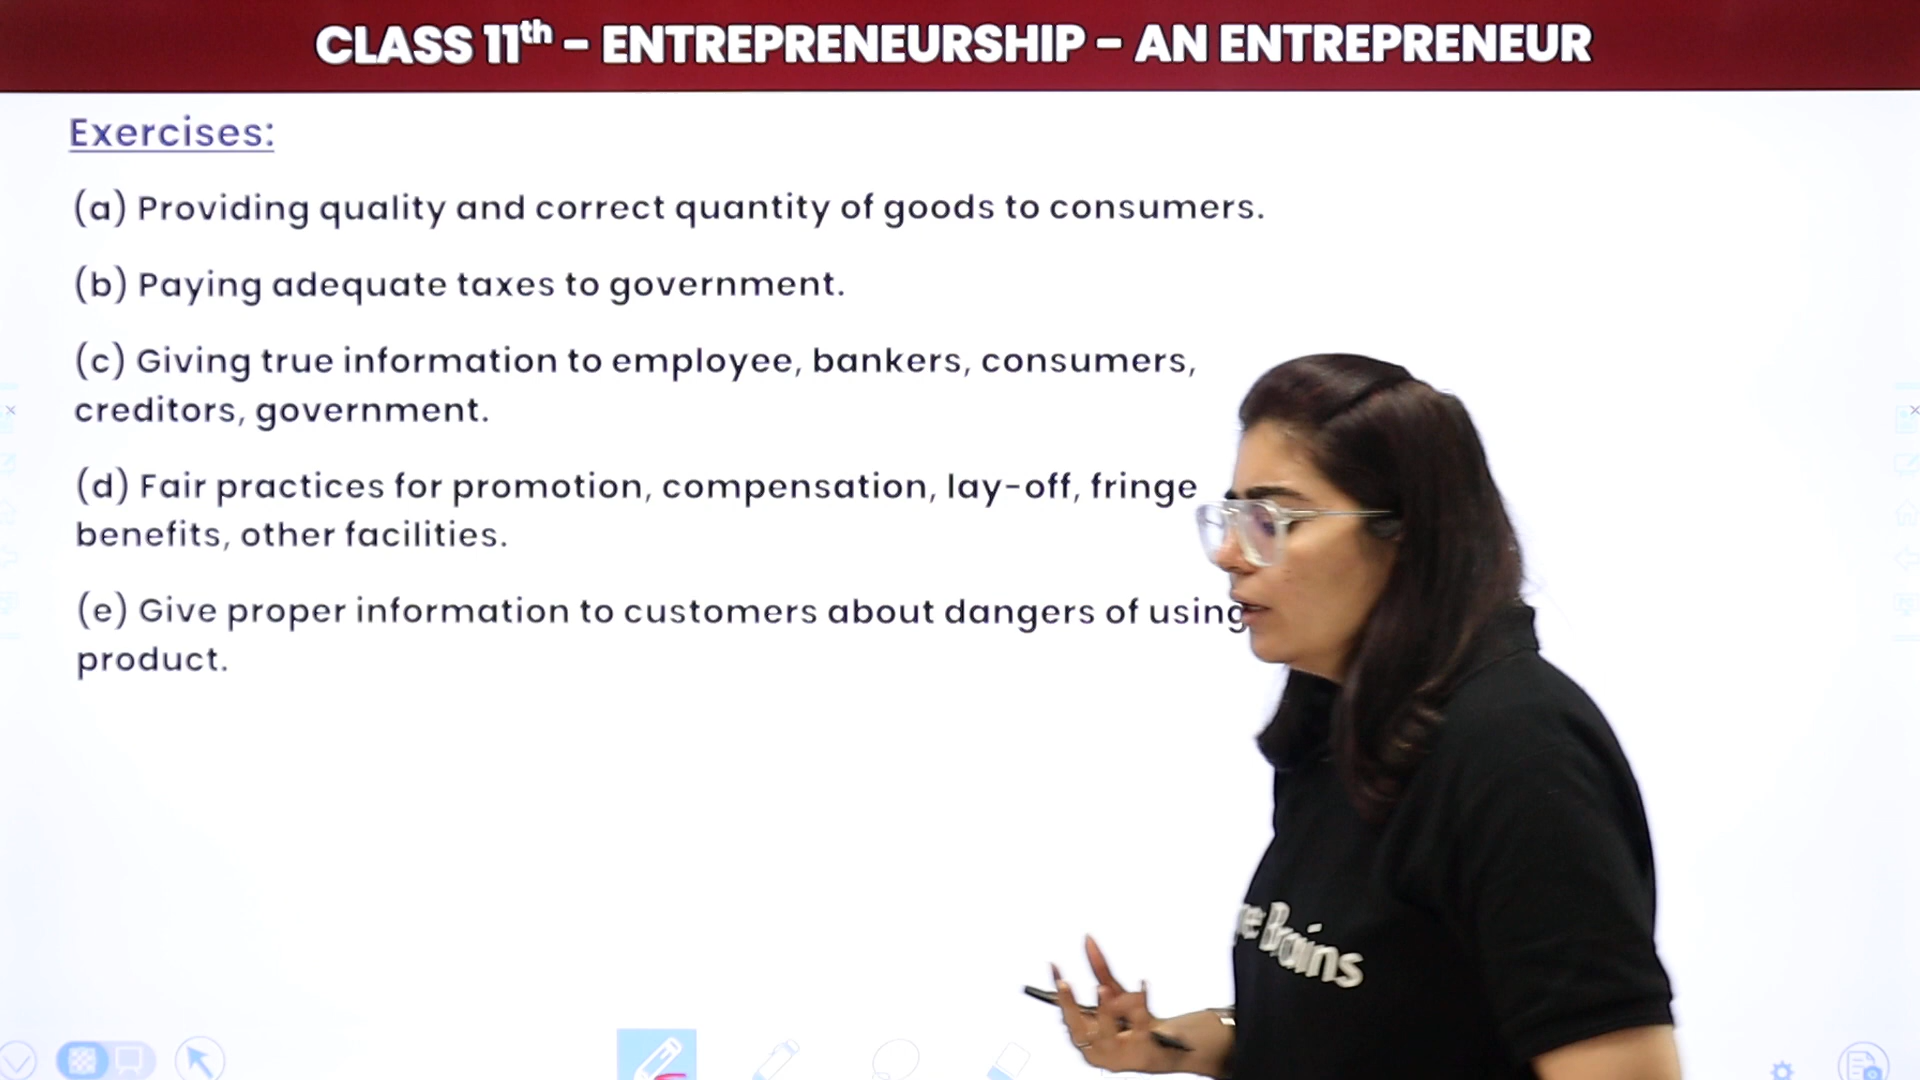 CLASS 11th - ENTREPRENEURSHIP - AN ENTREPRENEUR
Exercises:
(a) Providing quality and correct quantity of goods to consumers.
(b) Paying adequate taxes to government.
(c) Giving true information to employee, bankers, consumers,
creditors, government.
(d) Fair practices for promotion, compensation, lay-off, fringe
benefits, other facilities.
(e) Give proper information to customers about dangers of using
product.
Brains